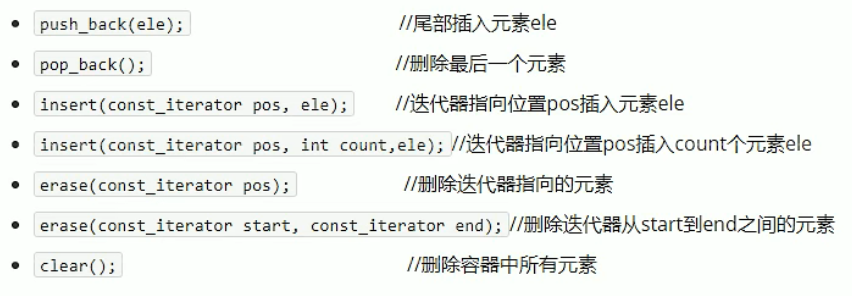 push_back(ele); //尾部插入元素ele
pop_back(); //删除最后一个元素
insert(const_iterator pos, ele); //迭代器指向位置pos插入元素ele
insert(const_iterator pos, int count,ele);//迭代器指向位置pos插入count个元素ele
erase(const_iterator pos); //删除迭代器指向的元素
erase(const_iterator start, const_iterator end);//删除迭代器从start到end之间的元素
clear(); //删除容器中所有元素